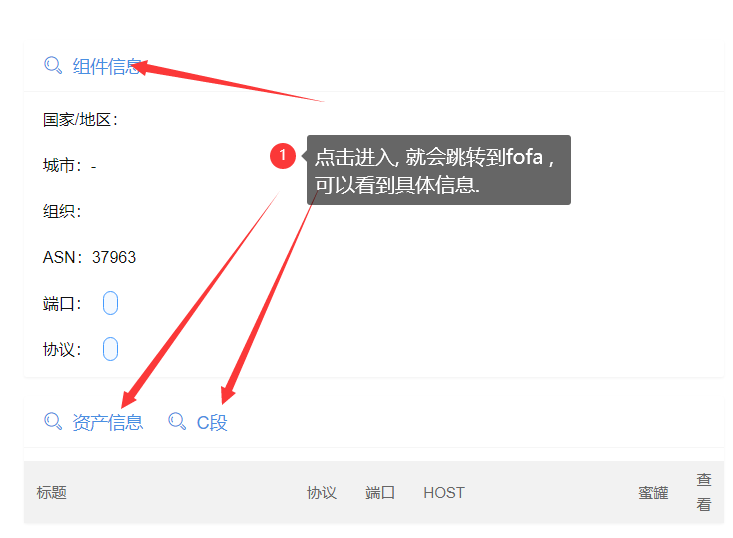 组件信息
国家/地区：
1
点击进入, 就会跳转到fofa ,
可以看到具体信息.
城市：-
组织：
ASN：37963
端口：
协议：
资产信息 C段
标题 协议 端口 HOST 蜜罐 查
看